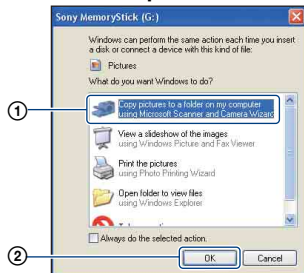 Sony MemoryStick (G:)
Windows can perform the same action each time you insert
a disk or connect a device with this kind of file:
Pictures
What do you want Windows to do?
①
Copy pictures to a folder on my computer
using Microsoft Scanner and Camera Wizard
View a slideshow of the images
using Windows Picture and Fax Viewer
Print the pictures
using Photo Printing Wizard
Open folder to view files
using Windows Explorer
Always do the selected action.
②
OK
Cancel